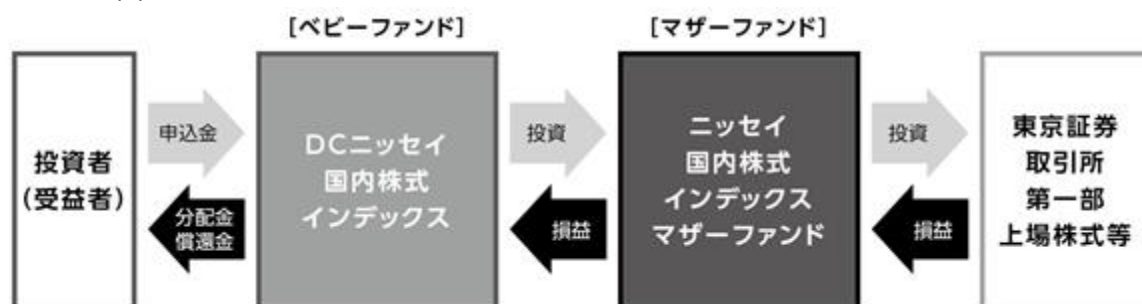 [ベビーファンド]
[マザーファンド]
投資者
(受益者)
申込金
分配金
償還金
DCニッセイ
国内株式
インデックス
投資
損益
ニッセイ
国内株式
インデックス
マザーファンド
投資
損益
東京証券
取引所
第一部
上場株式等